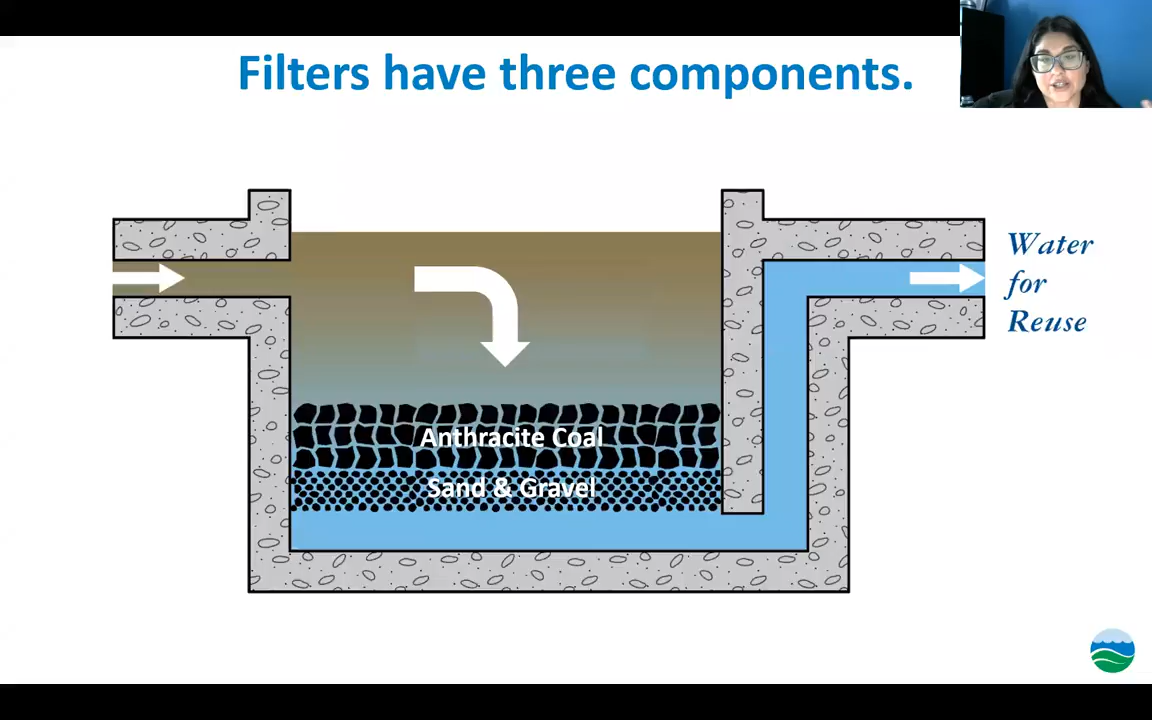 Filters have three components.
Water
for
Reuse
Anthracite Coal
Sand & Gravel